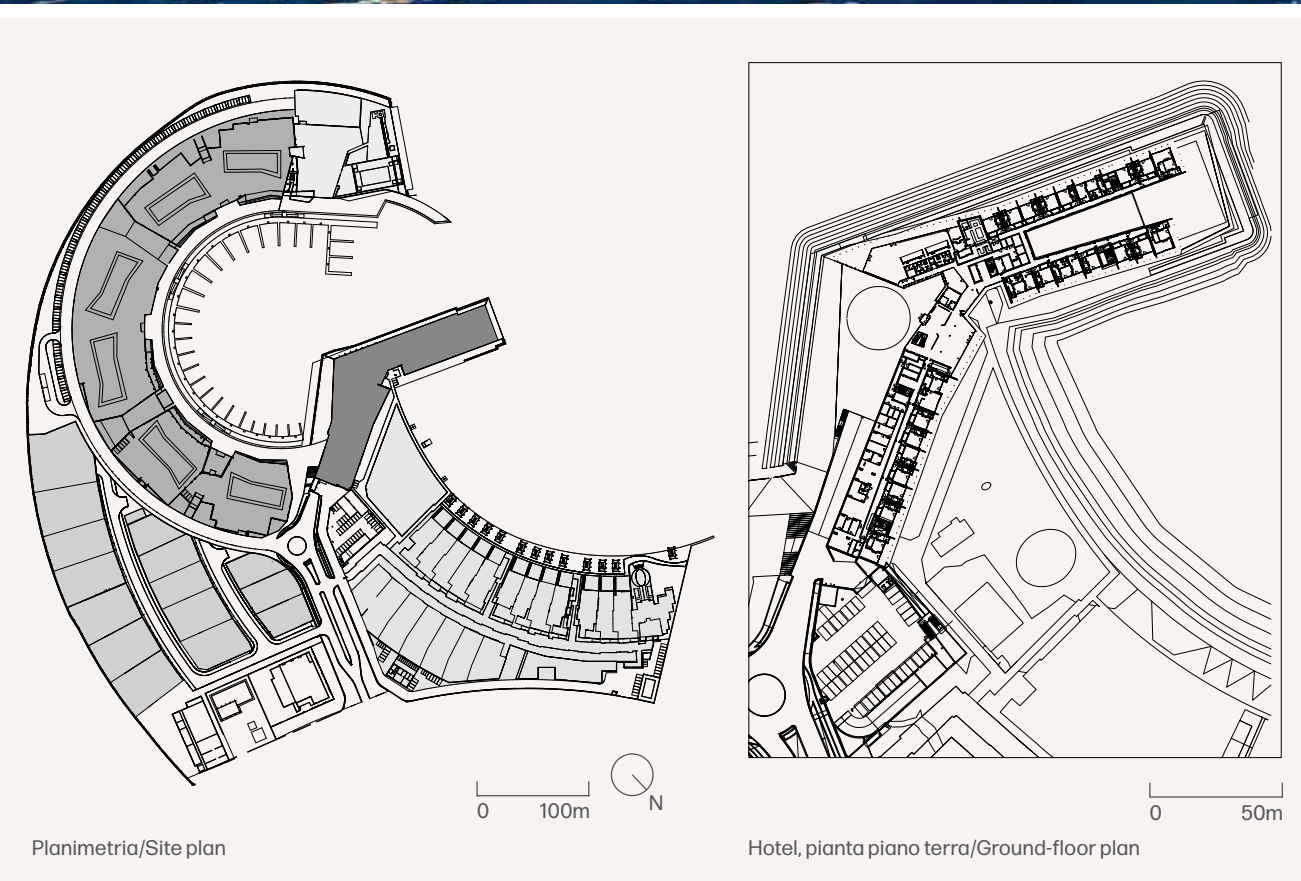 0 100m
N
Planimetria/Site plan
0 50m
Hotel, pianta piano terra/Ground-floor plan